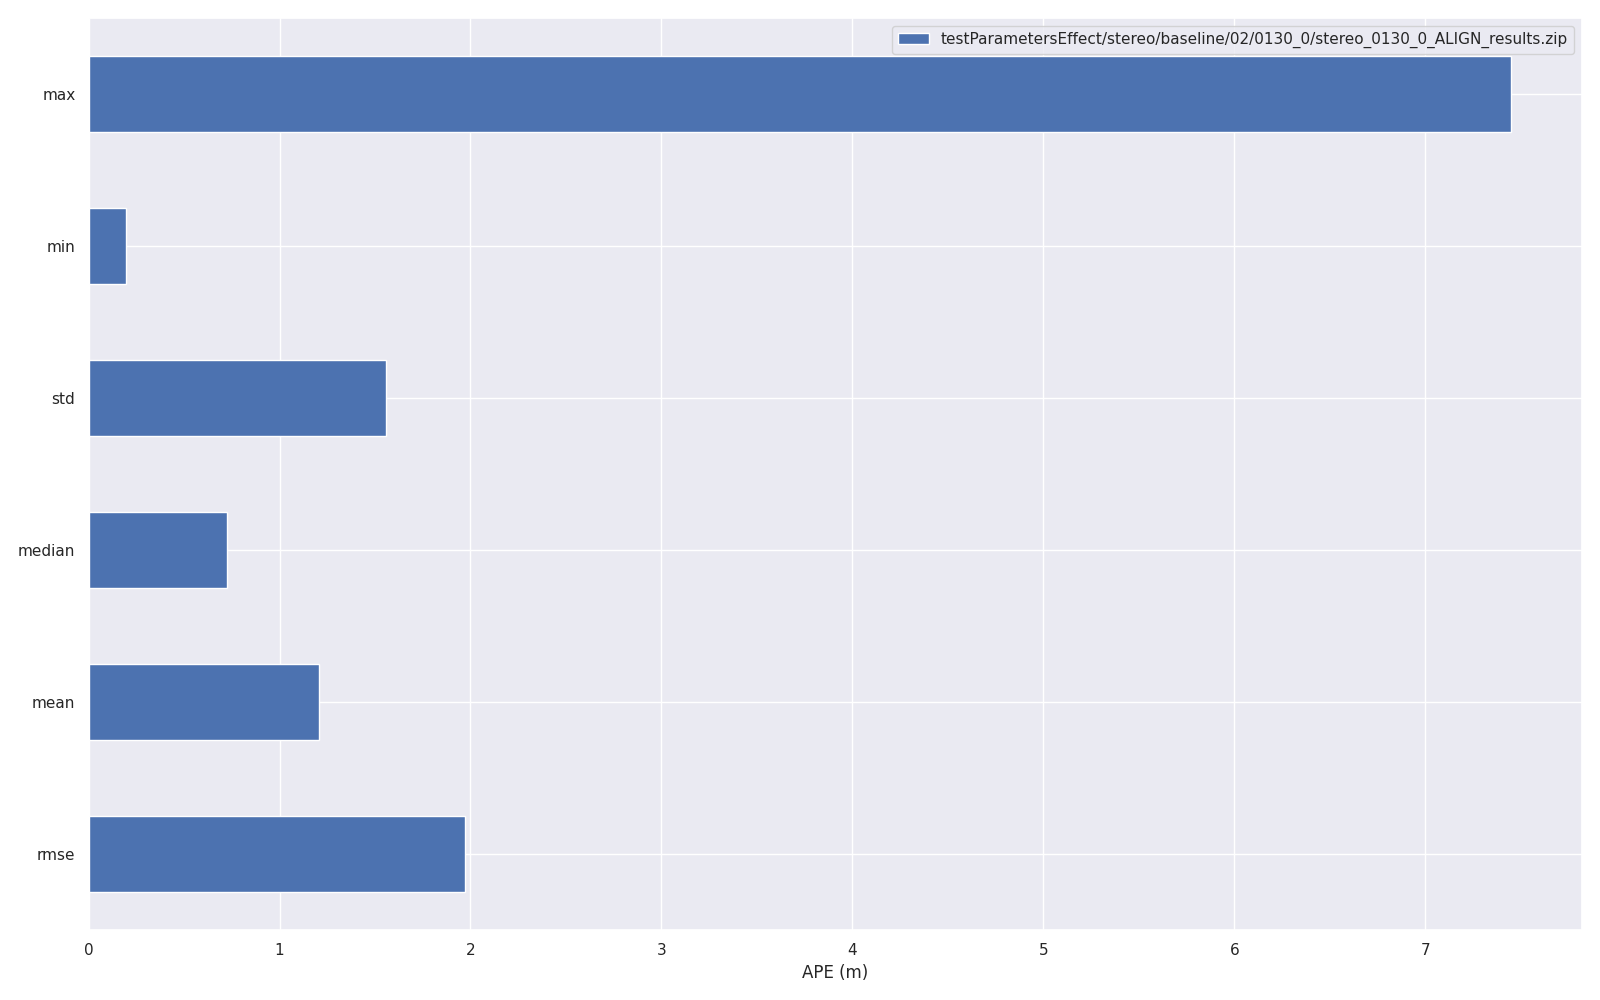 testParametersEffect/stereo/baseline/02/0130_0/stereo_0130_0_ALIGN_results.zip
max
min
std
median
mean
rmse
0 1 2 3 4 5 6 7
APE (m)